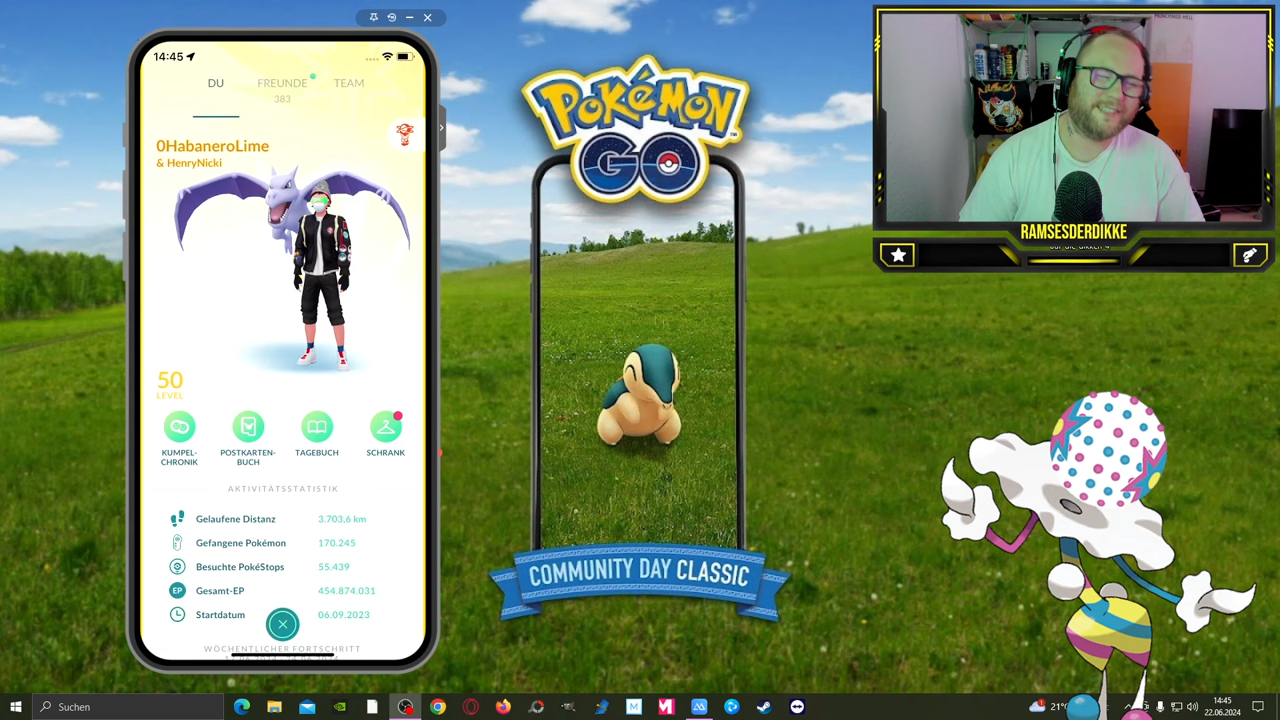 14:45
DU
FREUNDE
TEAM
383
0HabaneroLime
& HenryNicki
50
LEVEL
KUMPEL-
CHRONIK
POSTKARTEN-
BUCH
TAGEBUCH
SCHRANK
AKTIVITÄTSSTATISTIK
Gelaufene Distanz 3.703,6 km
Gefangene Pokémon 170.245
Besuchte PokéStops 55.439
EP Gesamt-EP 454.874.031
Startdatum 06.09.2023
WÖCHENTLICHER FORTSCHRITT
POKÉMON
TM
GO
COMMUNITY DAY CLASSIC
RAMSESDERDIKKE
Suchen
21°
14:45
22.06.2024